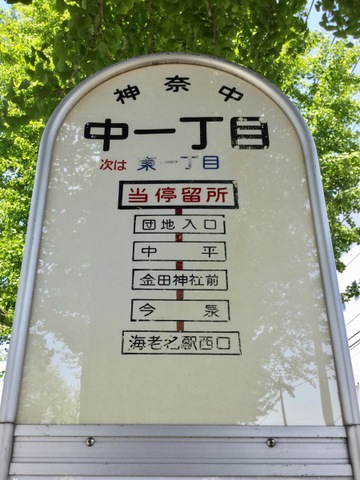 神奈中
中一丁目
次は 東一丁目
当停留所
団地入口
中平
金田神社前
今泉
海老名駅西口